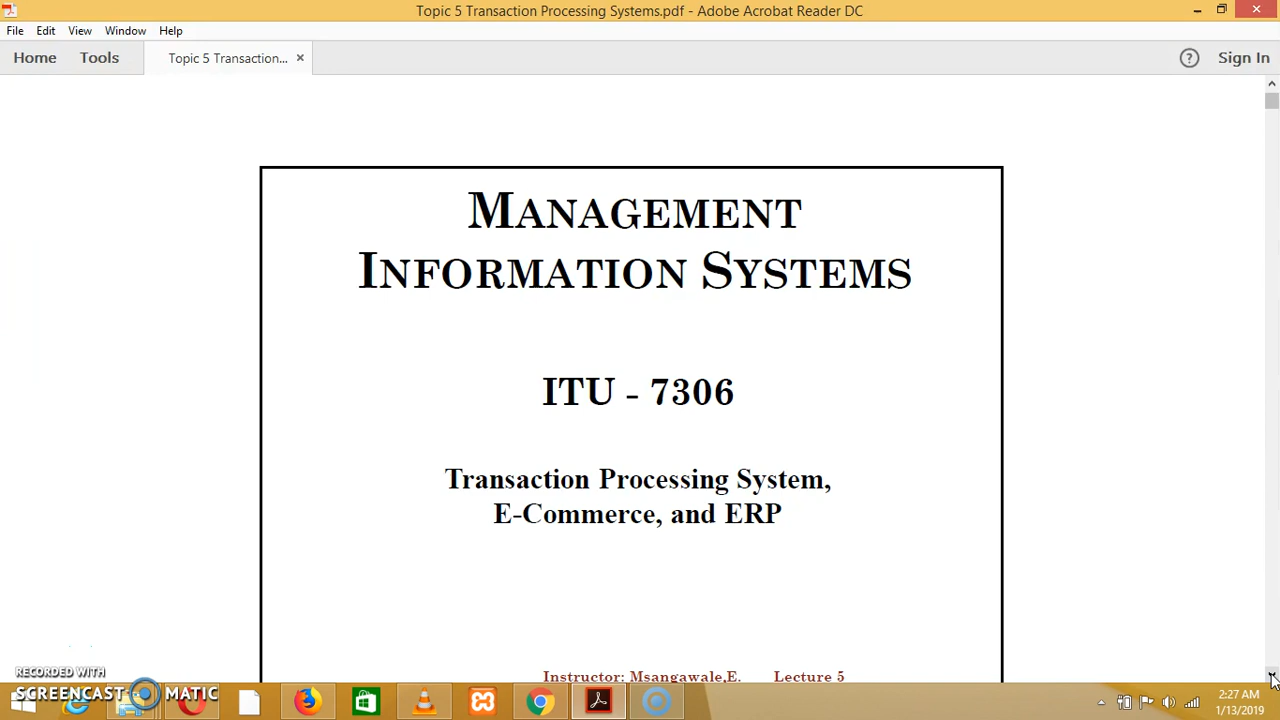 Topic 5 Transaction Processing Systems.pdf - Adobe Acrobat Reader DC
File Edit View Window Help
Home Tools Topic 5 Transaction... × ? Sign In
MANAGEMENT
INFORMATION SYSTEMS
ITU - 7306
Transaction Processing System,
E-Commerce, and ERP
Instructor: Msangawale,E. Lecture 5
RECORDED WITH
SCREENCAST MATIC
2:27 AM
1/13/2019